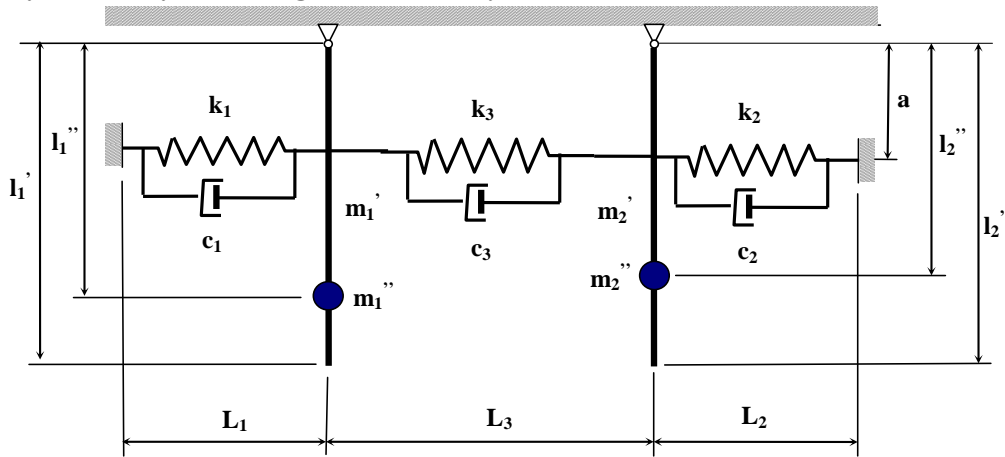 k₁
k₃
k₂
a
l₁''
l₂''
l₁'
l₂'
m₁'
m₂'
c₁
c₃
c₂
m₁''
m₂''
L₁
L₃
L₂